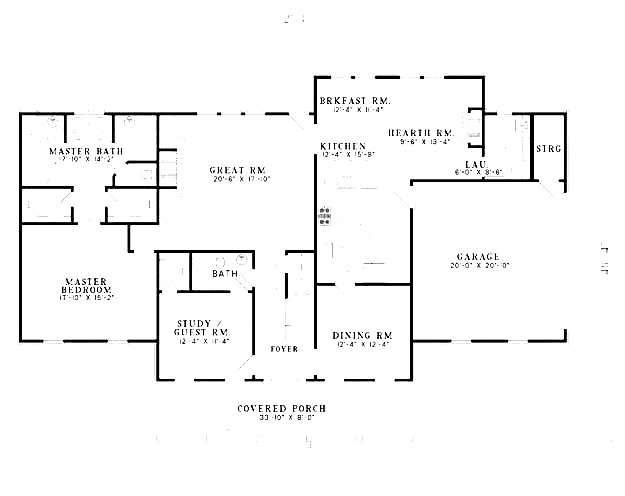 BRKFAST RM.
12'-4" X 11'-4"
HEARTH RM.
9'-6" X 13'-4"
KITCHEN
12'-4" X 15'-8"
STRG
MASTER BATH
17'-10" X 14'-2"
GREAT RM
20'-6" X 17'-10"
LAU.
6'-0" X 8'-6"
GARAGE
20'-0" X 20'-10"
BATH
MASTER
BEDROOM
17'-10" X 15'-2"
STUDY /
GUEST RM.
12'-4" X 11'-4"
FOYER
DINING RM
12'-4" X 12'-4"
COVERED PORCH
33'-10" X 8'-0"